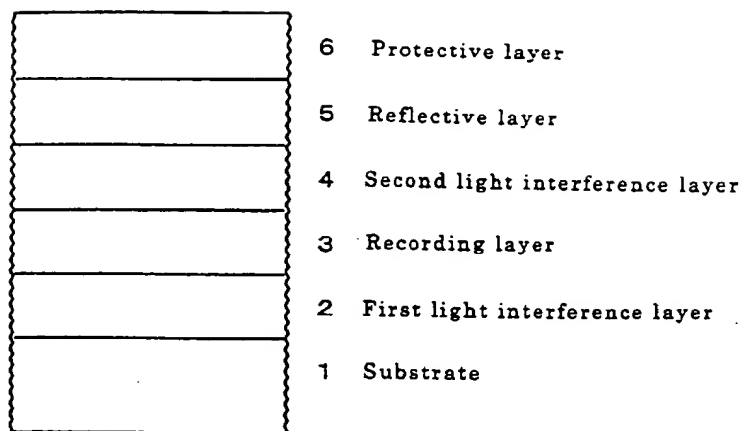 6 Protective layer
5 Reflective layer
4 Second light interference layer
3 Recording layer
2 First light interference layer
1 Substrate